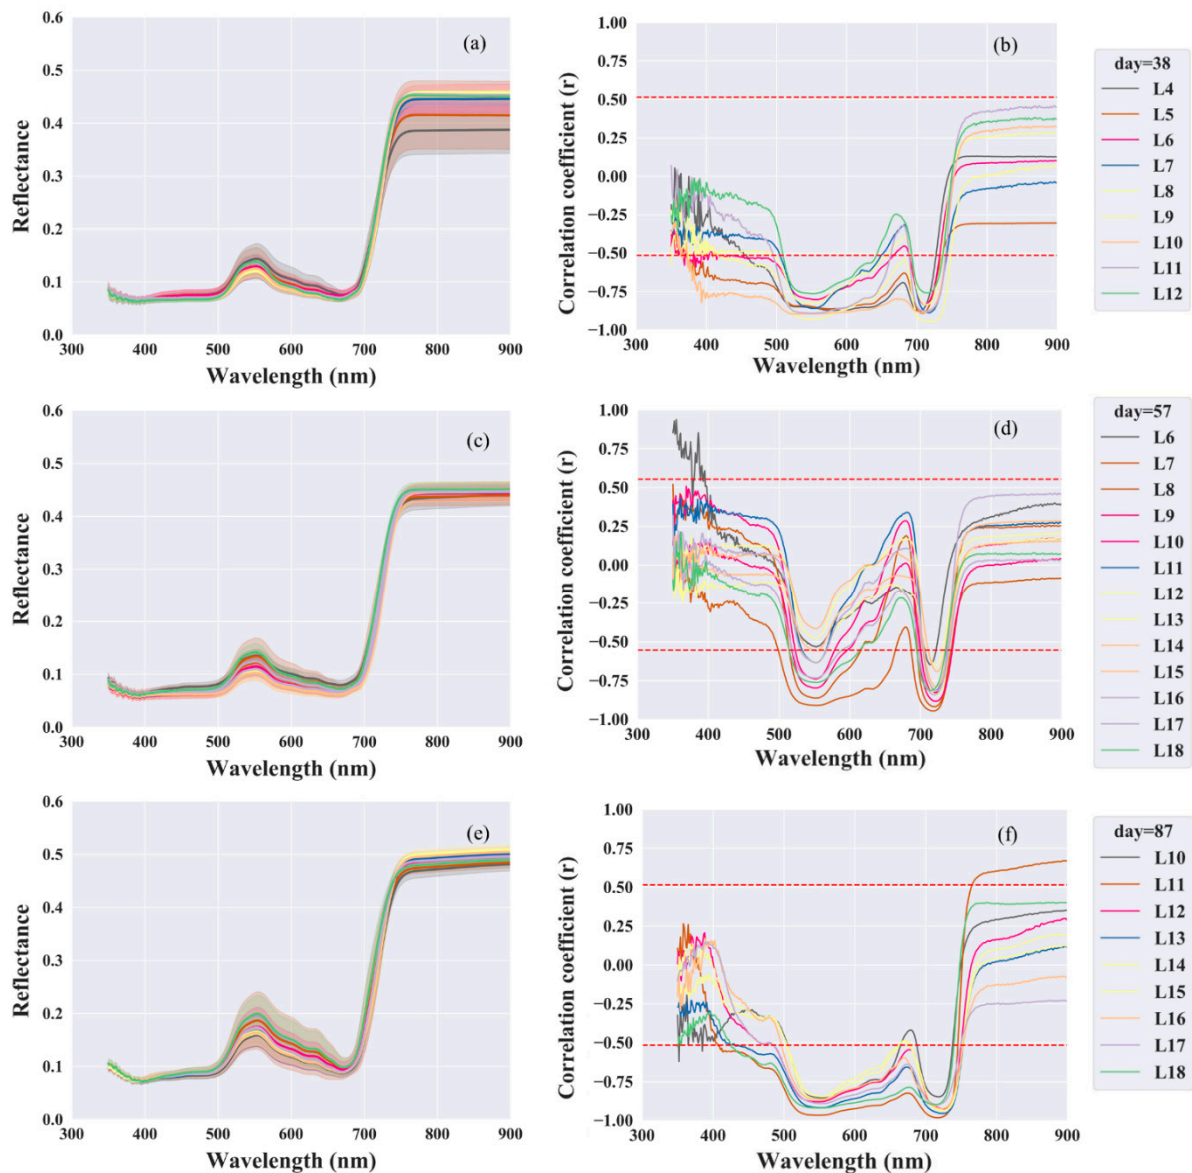 0.6
0.5
0.4
0.3
0.2
0.1
0.0
Reflectance
(a)
300 400 500 600 700 800 900
Wavelength (nm)
1.00
0.75
0.50
0.25
0.00
−0.25
−0.50
−0.75
−1.00
Correlation coefficient (r)
(b)
300 400 500 600 700 800 900
Wavelength (nm)
day=38
L4
L5
L6
L7
L8
L9
L10
L11
L12
0.6
0.5
0.4
0.3
0.2
0.1
0.0
Reflectance
(c)
300 400 500 600 700 800 900
Wavelength (nm)
1.00
0.75
0.50
0.25
0.00
−0.25
−0.50
−0.75
−1.00
Correlation coefficient (r)
(d)
300 400 500 600 700 800 900
Wavelength (nm)
day=57
L6
L7
L8
L9
L10
L11
L12
L13
L14
L15
L16
L17
L18
0.6
0.5
0.4
0.3
0.2
0.1
0.0
Reflectance
(e)
300 400 500 600 700 800 900
Wavelength (nm)
1.00
0.75
0.50
0.25
0.00
−0.25
−0.50
−0.75
−1.00
Correlation coefficient (r)
(f)
300 400 500 600 700 800 900
Wavelength (nm)
day=87
L10
L11
L12
L13
L14
L15
L16
L17
L18